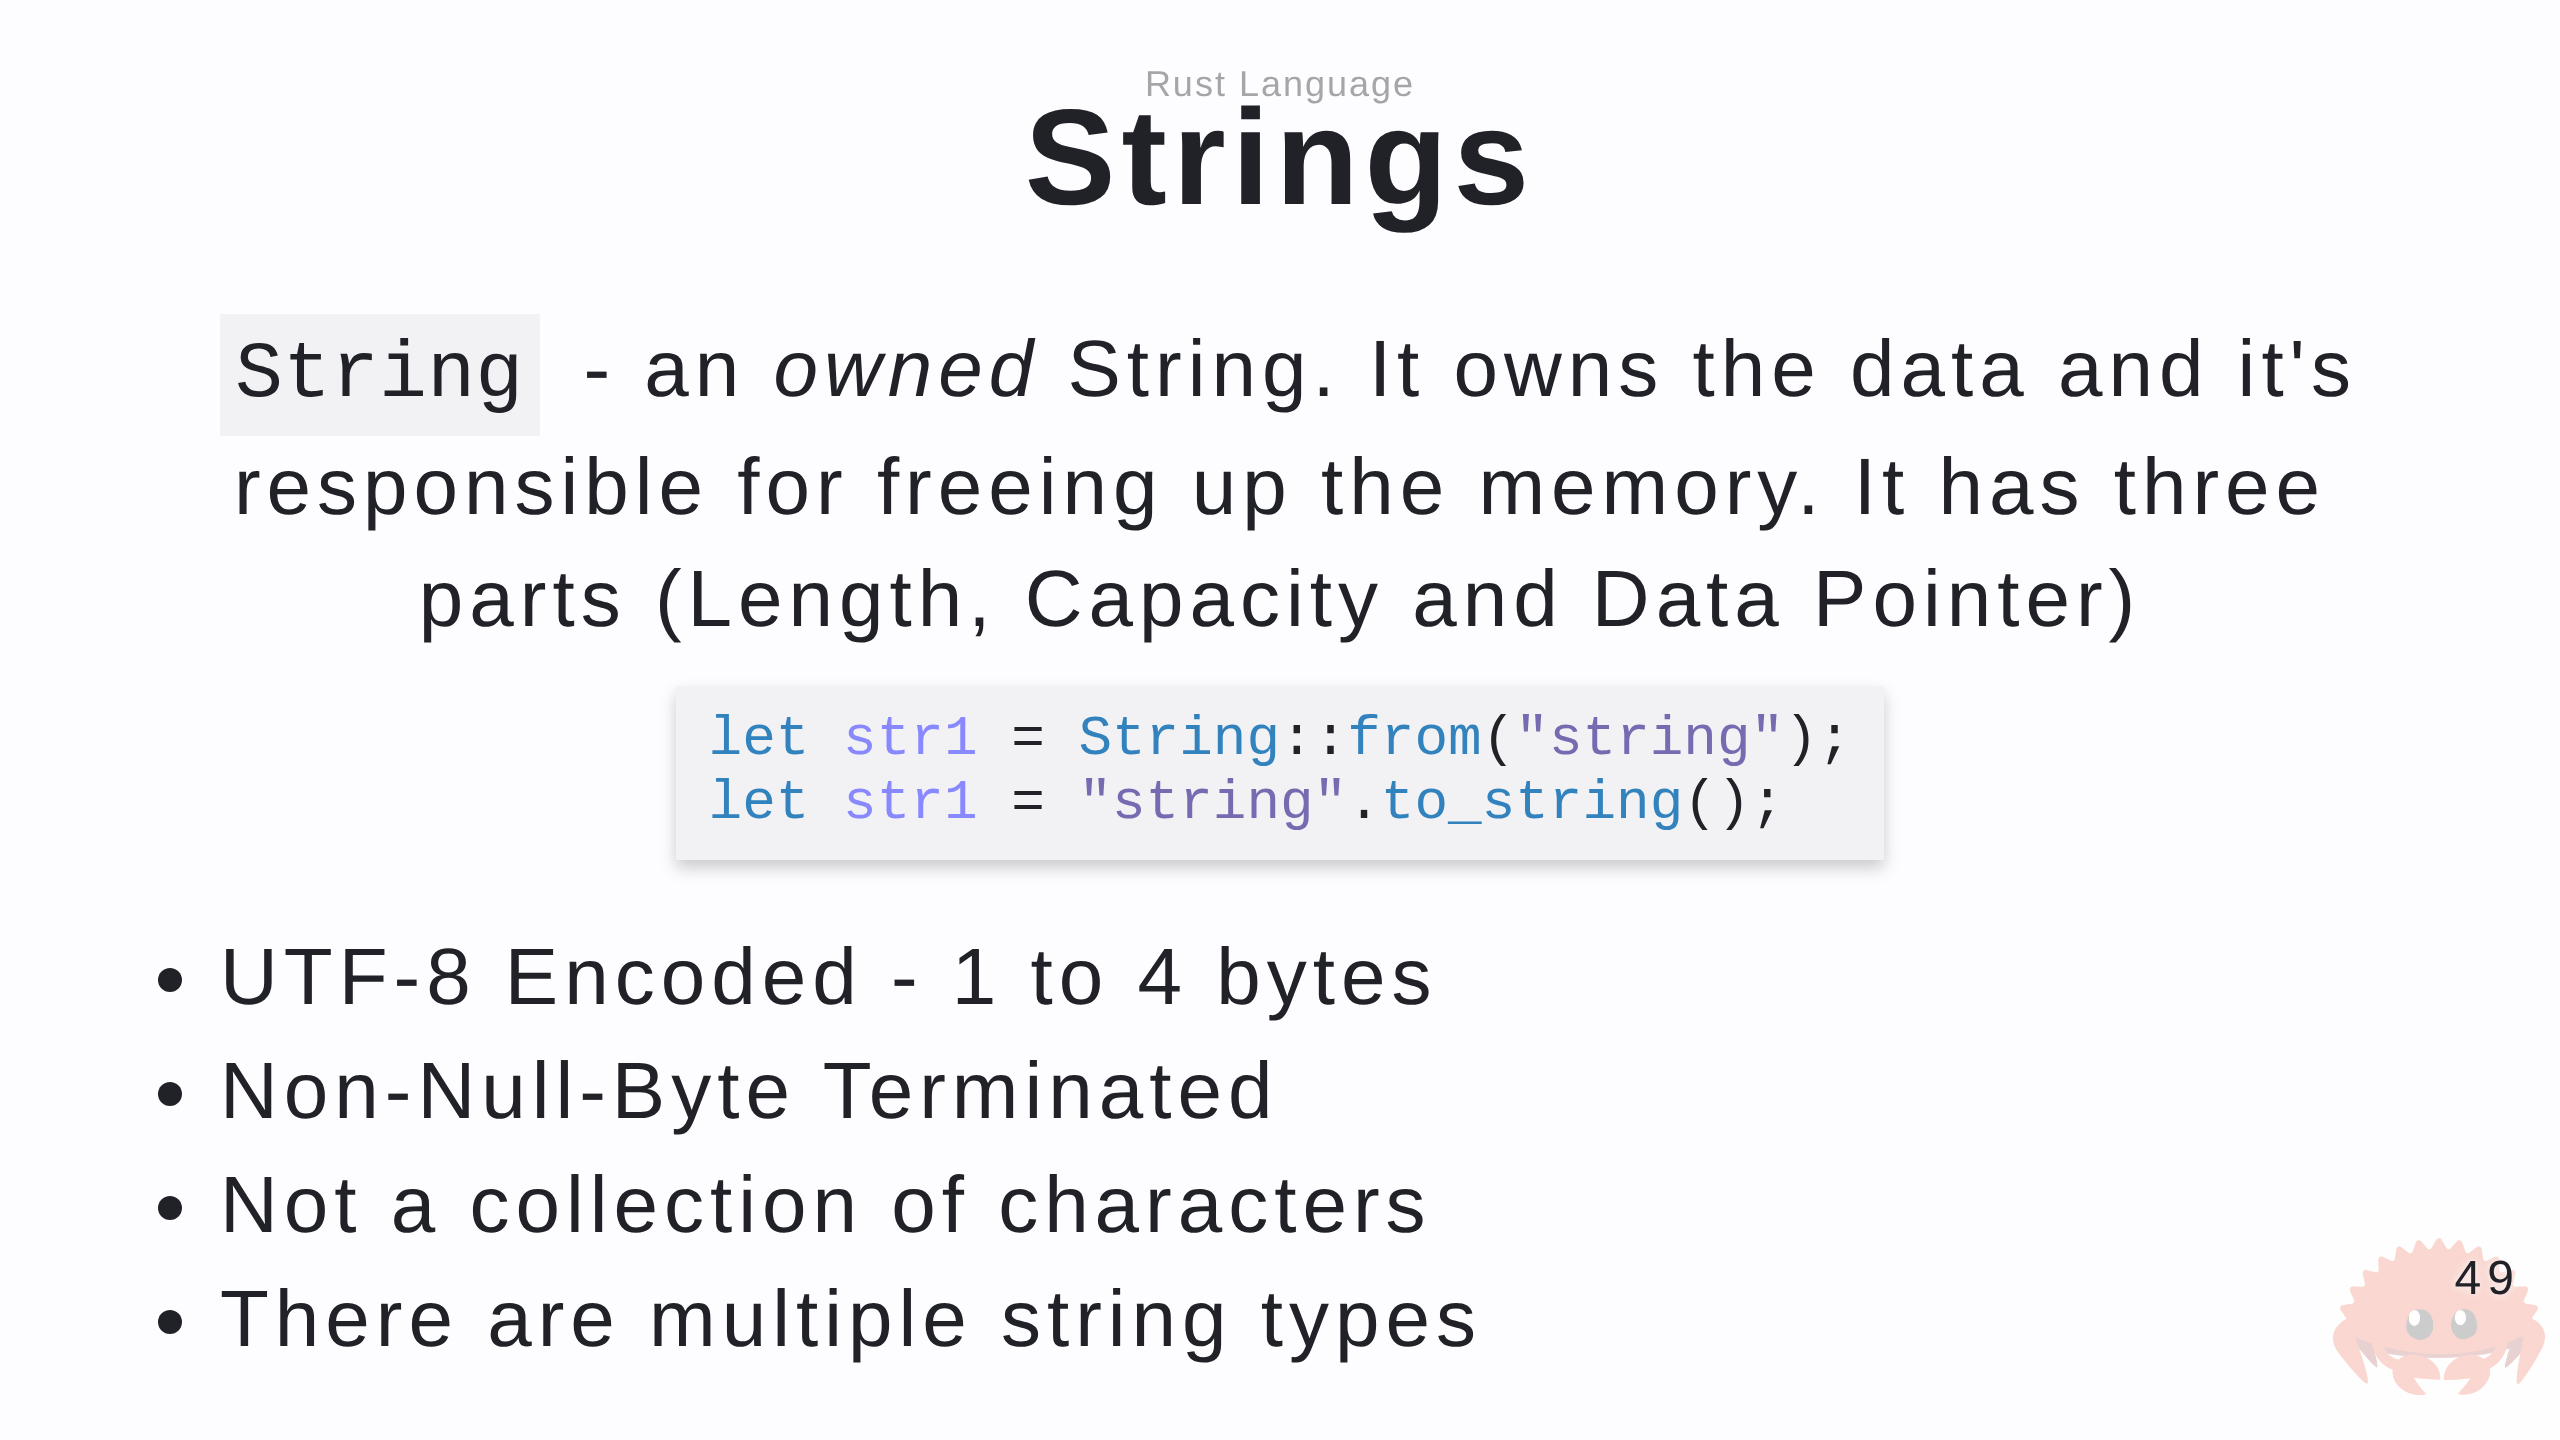 Rust Language
Strings
String - an owned String. It owns the data and it's
responsible for freeing up the memory. It has three
parts (Length, Capacity and Data Pointer)
let str1 = String::from("string");
let str1 = "string".to_string();
• UTF-8 Encoded - 1 to 4 bytes
• Non-Null-Byte Terminated
• Not a collection of characters
• There are multiple string types
49